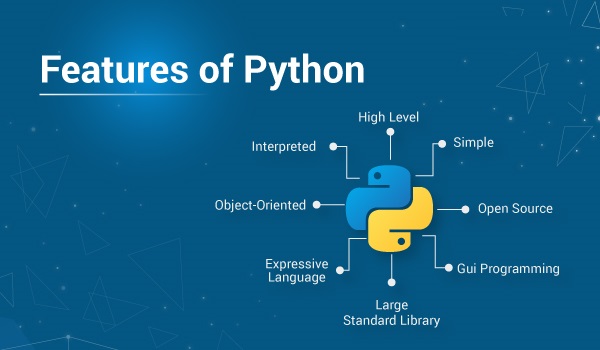 Features of Python
High Level
Interpreted
Simple
Object-Oriented
Open Source
Expressive
Language
Gui Programming
Large
Standard Library